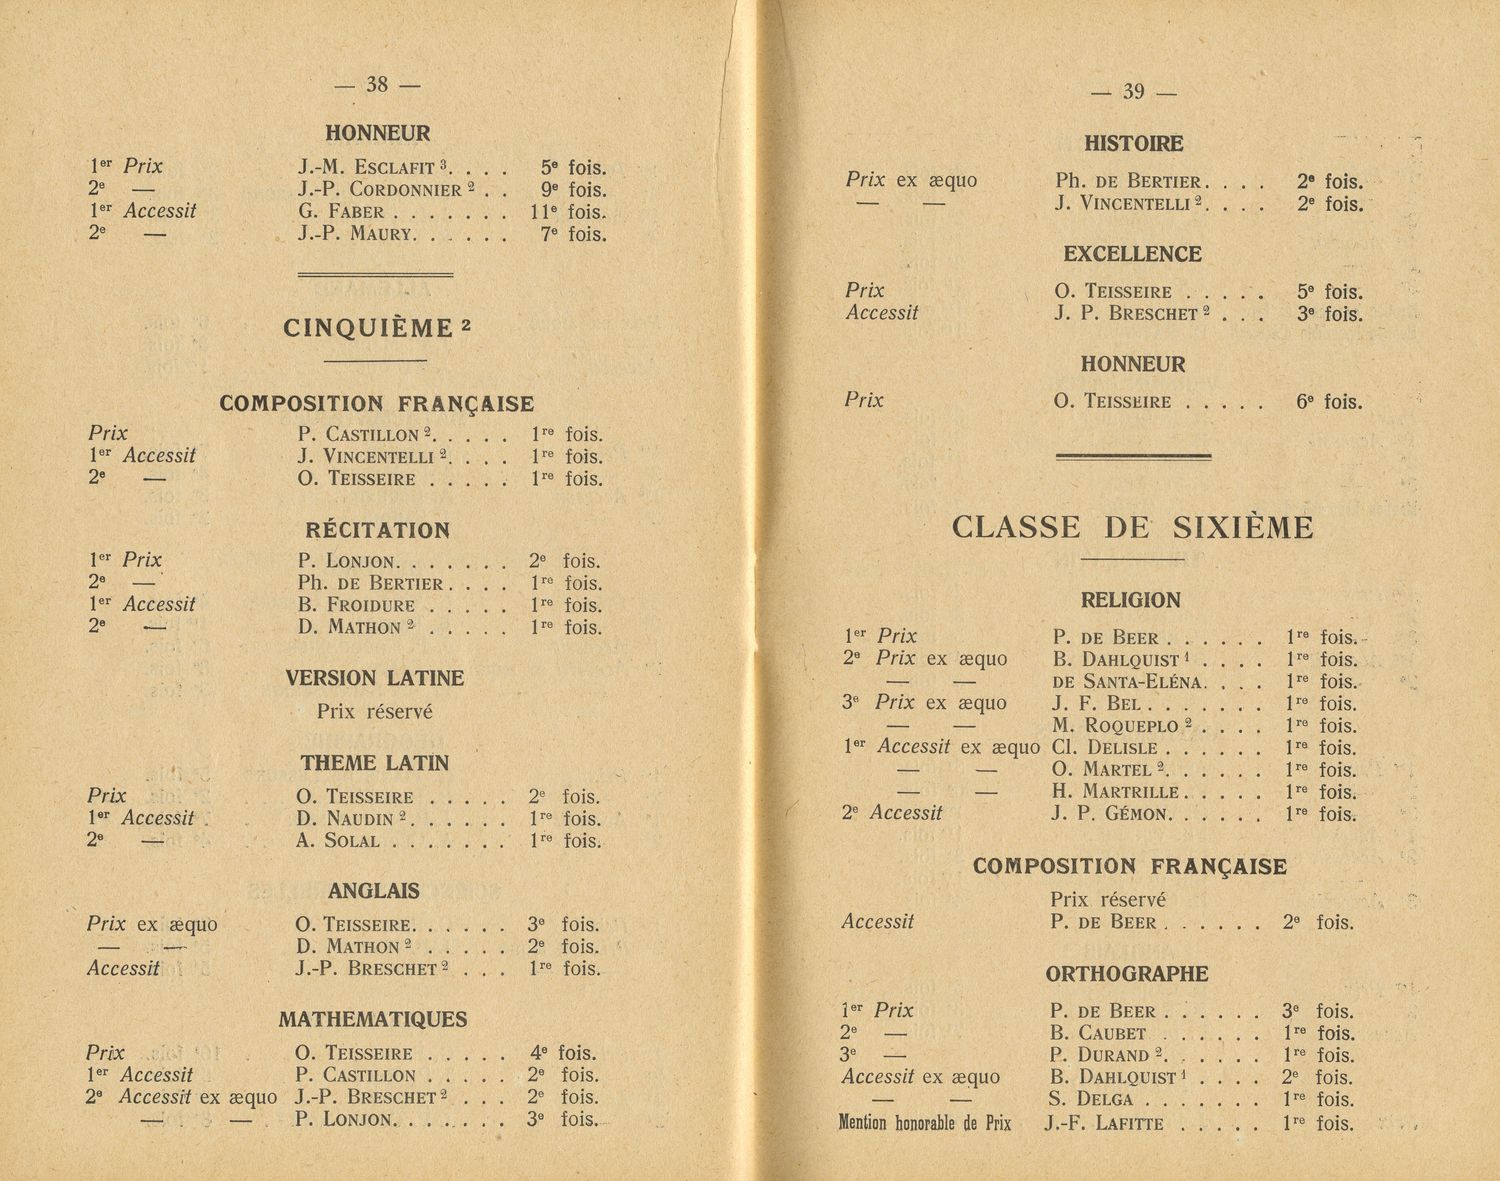 — 38 —
HONNEUR
1er Prix J.-M. ESCLAFIT 3. . . . 5e fois.
2e — J.-P. CORDONNIER 2 . . 9e fois.
1er Accessit G. FABER . . . . . . . 11e fois.
2e — J.-P. MAURY. . . . . . 7e fois.
CINQUIÈME 2
COMPOSITION FRANÇAISE
Prix P. CASTILLON 2. . . . . 1re fois.
1er Accessit J. VINCENTELLI 2. . . . 1re fois.
2e — O. TEISSEIRE . . . . . 1re fois.
RÉCITATION
1er Prix P. LONJON. . . . . . . 2e fois.
2e — Ph. DE BERTIER . . . . 1re fois.
1er Accessit B. FROIDURE . . . . . 1re fois.
2e — D. MATHON 2 . . . . . 1re fois.
VERSION LATINE
Prix réservé
THEME LATIN
Prix O. TEISSEIRE . . . . . 2e fois.
1er Accessit D. NAUDIN 2. . . . . . 1re fois.
2e — A. SOLAL . . . . . . . 1re fois.
ANGLAIS
Prix ex æquo O. TEISSEIRE. . . . . . 3e fois.
— — D. MATHON 2 . . . . . 2e fois.
Accessit J.-P. BRESCHET 2 . . . 1re fois.
MATHEMATIQUES
Prix O. TEISSEIRE . . . . . 4e fois.
1er Accessit P. CASTILLON . . . . . 2e fois.
2e Accessit ex æquo J.-P. BRESCHET 2 . . . 2e fois.
— — P. LONJON. . . . . . . 3e fois.
— 39 —
HISTOIRE
Prix ex æquo Ph. DE BERTIER. . . . 2e fois.
— — J. VINCENTELLI 2. . . . 2e fois.
EXCELLENCE
Prix O. TEISSEIRE . . . . . 5e fois.
Accessit J. P. BRESCHET 2 . . . 3e fois.
HONNEUR
Prix O. TEISSEIRE . . . . . 6e fois.
CLASSE DE SIXIÈME
RELIGION
1er Prix P. DE BEER . . . . . . 1re fois.
2e Prix ex æquo B. DAHLQUIST 1 . . . . 1re fois.
— — DE SANTA-ELÉNA. . . . 1re fois.
3e Prix ex æquo J. F. BEL . . . . . . . 1re fois.
— — M. ROQUEPLO 2 . . . . 1re fois.
1er Accessit ex æquo Cl. DELISLE . . . . . . 1re fois.
— — O. MARTEL 2. . . . . . 1re fois.
— — H. MARTRILLE. . . . . 1re fois.
2e Accessit J. P. GÉMON. . . . . . 1re fois.
COMPOSITION FRANÇAISE
Prix réservé
Accessit P. DE BEER . . . . . . 2e fois.
ORTHOGRAPHE
1er Prix P. DE BEER . . . . . . 3e fois.
2e — B. CAUBET . . . . . . 1re fois.
3e — P. DURAND 2. . . . . . 1re fois.
Accessit ex æquo B. DAHLQUIST 1 . . . . 2e fois.
— — S. DELGA . . . . . . . 1re fois.
Mention honorable de Prix J.-F. LAFITTE . . . . . 1re fois.